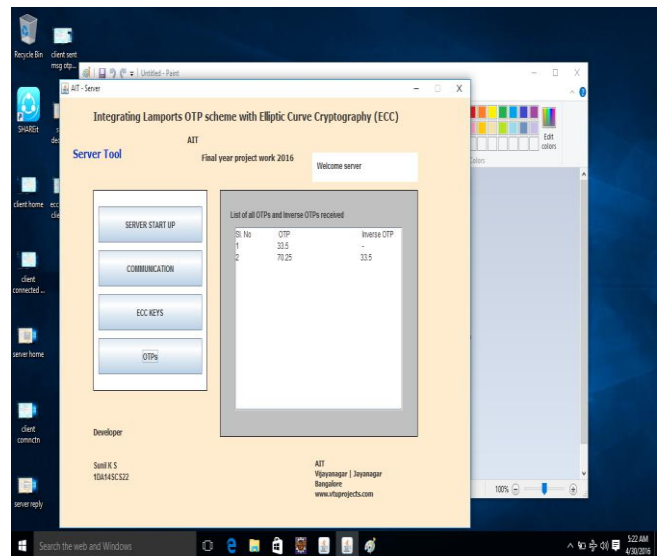 Recycle Bin
client sent
msg otp...
Untitled - Paint
AIT - Server
Integrating Lamports OTP scheme with Elliptic Curve Cryptography (ECC)
AIT
Server Tool
Final year project work 2016
Welcome server
Edit
colors
Colors
SHAREit
client home
SERVER START UP
COMMUNICATION
ECC KEYS
OTPs
List of all OTPs and Inverse OTPs received
Sl. No OTP Inverse OTP
1 33.5 -
2 70.25 33.5
client
connected ...
server home
client
comnctn
server reply
Developer
Sunil K S
1DA14SCS22
AIT
Vijayanagar | Jayanagar
Bangalore
www.vtuprojects.com
100%
Search the web and Windows
5:22 AM
4/30/2016